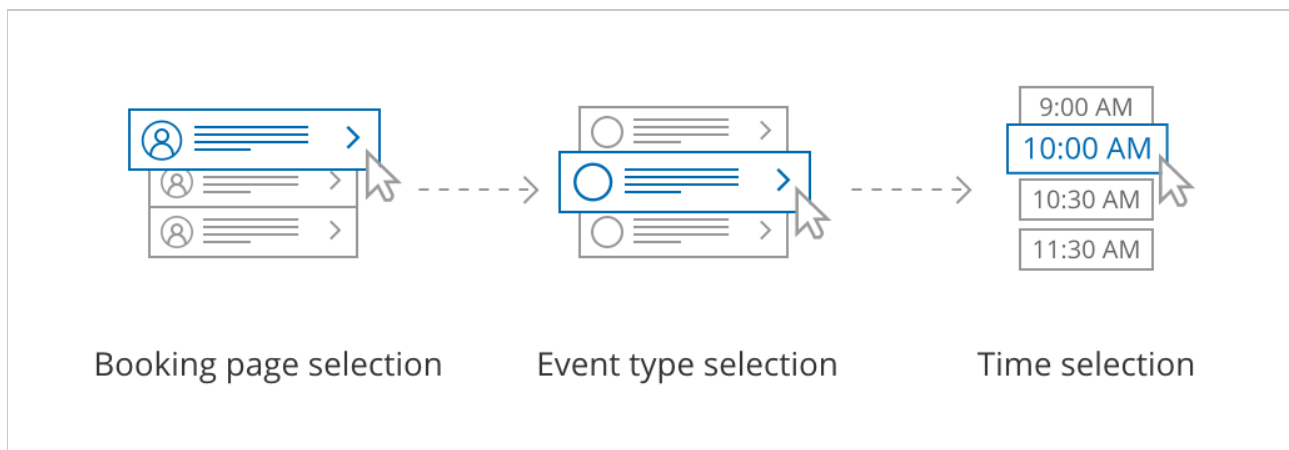 9:00 AM
10:00 AM
10:30 AM
11:30 AM
Booking page selection
Event type selection
Time selection